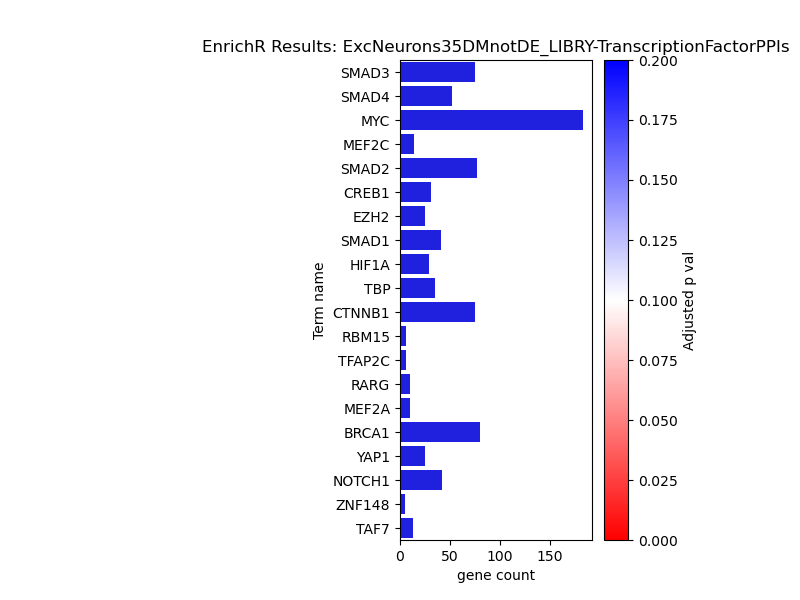 EnrichR Results: ExcNeurons35DMnotDE_LIBRY-TranscriptionFactorPPIs
SMAD3
SMAD4
MYC
MEF2C
SMAD2
CREB1
EZH2
SMAD1
HIF1A
TBP
CTNNB1
RBM15
TFAP2C
RARG
MEF2A
BRCA1
YAP1
NOTCH1
ZNF148
TAF7
Term name
0 50 100 150
gene count
0.200
0.175
0.150
0.125
0.100
0.075
0.050
0.025
0.000
Adjusted p val